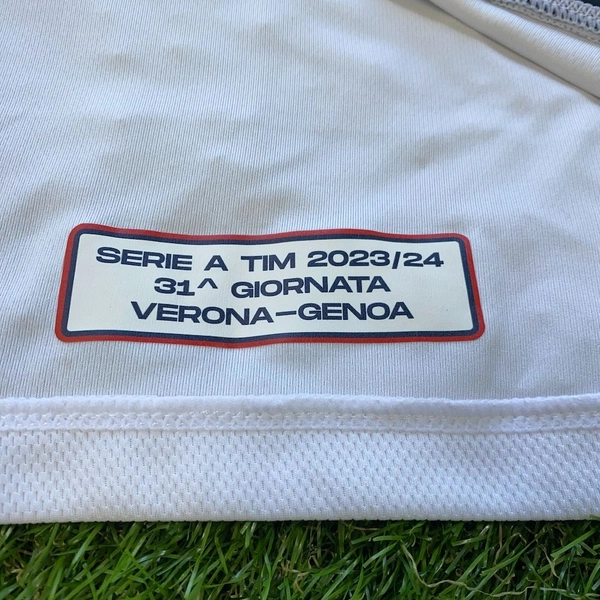 SERIE A TIM 2023/24
31^ GIORNATA
VERONA-GENOA